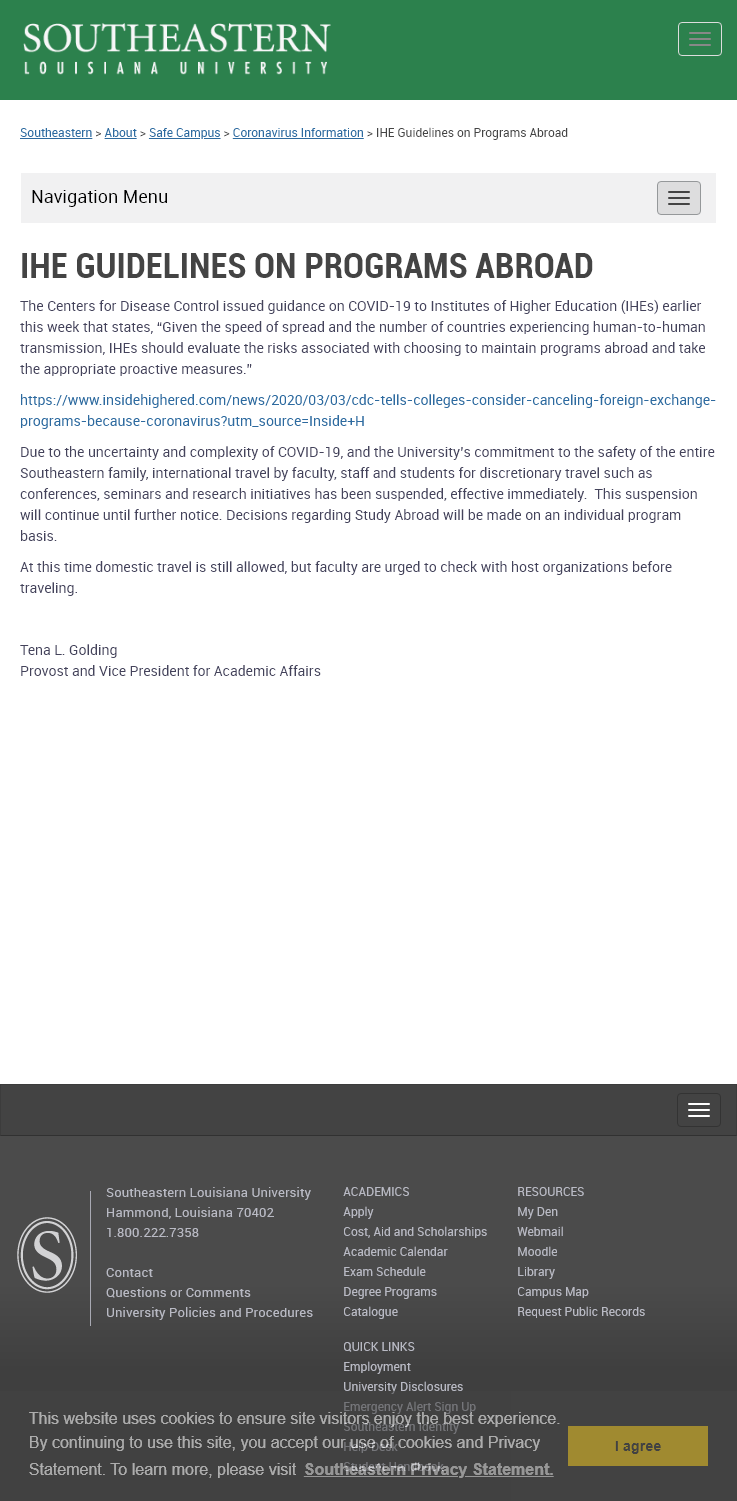 SOUTHEASTERN
LOUISIANA UNIVERSITY
Southeastern > About > Safe Campus > Coronavirus Information > IHE Guidelines on Programs Abroad
Navigation Menu
IHE GUIDELINES ON PROGRAMS ABROAD
The Centers for Disease Control issued guidance on COVID-19 to Institutes of Higher Education (IHEs) earlier
this week that states, “Given the speed of spread and the number of countries experiencing human-to-human
transmission, IHEs should evaluate the risks associated with choosing to maintain programs abroad and take
the appropriate proactive measures.”
https://www.insidehighered.com/news/2020/03/03/cdc-tells-colleges-consider-canceling-foreign-exchange-
programs-because-coronavirus?utm_source=Inside+H
Due to the uncertainty and complexity of COVID-19, and the University’s commitment to the safety of the entire
Southeastern family, international travel by faculty, staff and students for discretionary travel such as
conferences, seminars and research initiatives has been suspended, effective immediately.  This suspension
will continue until further notice. Decisions regarding Study Abroad will be made on an individual program
basis.
At this time domestic travel is still allowed, but faculty are urged to check with host organizations before
traveling.
Tena L. Golding
Provost and Vice President for Academic Affairs
S
Southeastern Louisiana University
Hammond, Louisiana 70402
1.800.222.7358
Contact
Questions or Comments
University Policies and Procedures
ACADEMICS
Apply
Cost, Aid and Scholarships
Academic Calendar
Exam Schedule
Degree Programs
Catalogue
QUICK LINKS
Employment
University Disclosures
Emergency Alert Sign Up
Southeastern Identity
Help Desk
Student Handbook
RESOURCES
My Den
Webmail
Moodle
Library
Campus Map
Request Public Records
This website uses cookies to ensure site visitors enjoy the best experience.
By continuing to use this site, you accept our use of cookies and Privacy
Statement. To learn more, please visit Southeastern Privacy Statement.
I agree